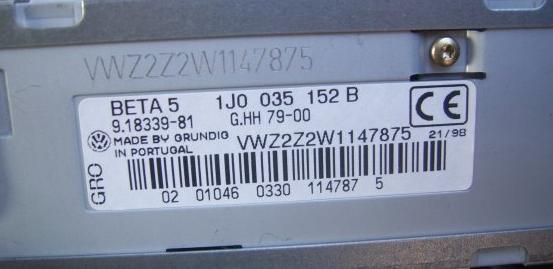 VWZ2Z2W1147875
BETA 5 1J0 035 152 B
9.18339-81 G.HH 79-00
MADE BY GRUNDIG
IN PORTUGAL
VWZ2Z2W1147875 21/98
CE
GRO
02 01046 0330 114787 5